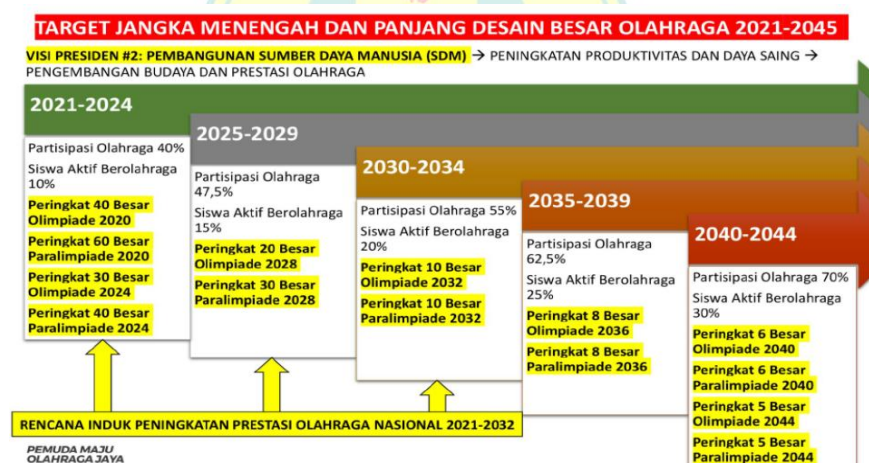 TARGET JANGKA MENENGAH DAN PANJANG DESAIN BESAR OLAHRAGA 2021-2045
VISI PRESIDEN #2: PEMBANGUNAN SUMBER DAYA MANUSIA (SDM) → PENINGKATAN PRODUKTIVITAS DAN DAYA SAING →
PENGEMBANGAN BUDAYA DAN PRESTASI OLAHRAGA
2021-2024
Partisipasi Olahraga 40%
Siswa Aktif Berolahraga
10%
Peringkat 40 Besar
Olimpiade 2020
Peringkat 60 Besar
Paralimpiade 2020
Peringkat 30 Besar
Olimpiade 2024
Peringkat 40 Besar
Paralimpiade 2024
2025-2029
Partisipasi Olahraga
47,5%
Siswa Aktif Berolahraga
15%
Peringkat 20 Besar
Olimpiade 2028
Peringkat 30 Besar
Paralimpiade 2028
2030-2034
Partisipasi Olahraga 55%
Siswa Aktif Berolahraga
20%
Peringkat 10 Besar
Olimpiade 2032
Peringkat 10 Besar
Paralimpiade 2032
2035-2039
Partisipasi Olahraga
62,5%
Siswa Aktif Berolahraga
25%
Peringkat 8 Besar
Olimpiade 2036
Peringkat 8 Besar
Paralimpiade 2036
2040-2044
Partisipasi Olahraga 70%
Siswa Aktif Berolahraga
30%
Peringkat 6 Besar
Olimpiade 2040
Peringkat 6 Besar
Paralimpiade 2040
Peringkat 5 Besar
Olimpiade 2044
Peringkat 5 Besar
Paralimpiade 2044
RENCANA INDUK PENINGKATAN PRESTASI OLAHRAGA NASIONAL 2021-2032
PEMUDA MAJU
OLAHRAGA JAYA